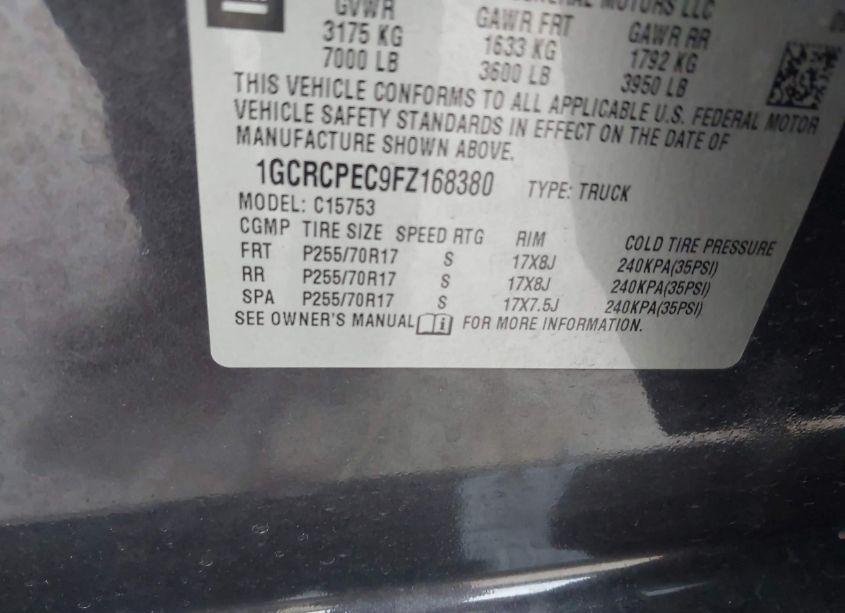 GENERAL MOTORS LLC
GVWR GAWR FRT GAWR RR
3175 KG 1633 KG 1792 KG
7000 LB 3600 LB 3950 LB
THIS VEHICLE CONFORMS TO ALL APPLICABLE U.S. FEDERAL MOTOR
VEHICLE SAFETY STANDARDS IN EFFECT ON THE DATE OF
MANUFACTURE SHOWN ABOVE.
1GCRCPEC9FZ168380 TYPE: TRUCK
MODEL: C15753
CGMP TIRE SIZE SPEED RTG RIM COLD TIRE PRESSURE
FRT P255/70R17 S 17X8J 240KPA(35PSI)
RR P255/70R17 S 17X8J 240KPA(35PSI)
SPA P255/70R17 S 17X7.5J 240KPA(35PSI)
SEE OWNER'S MANUAL FOR MORE INFORMATION.